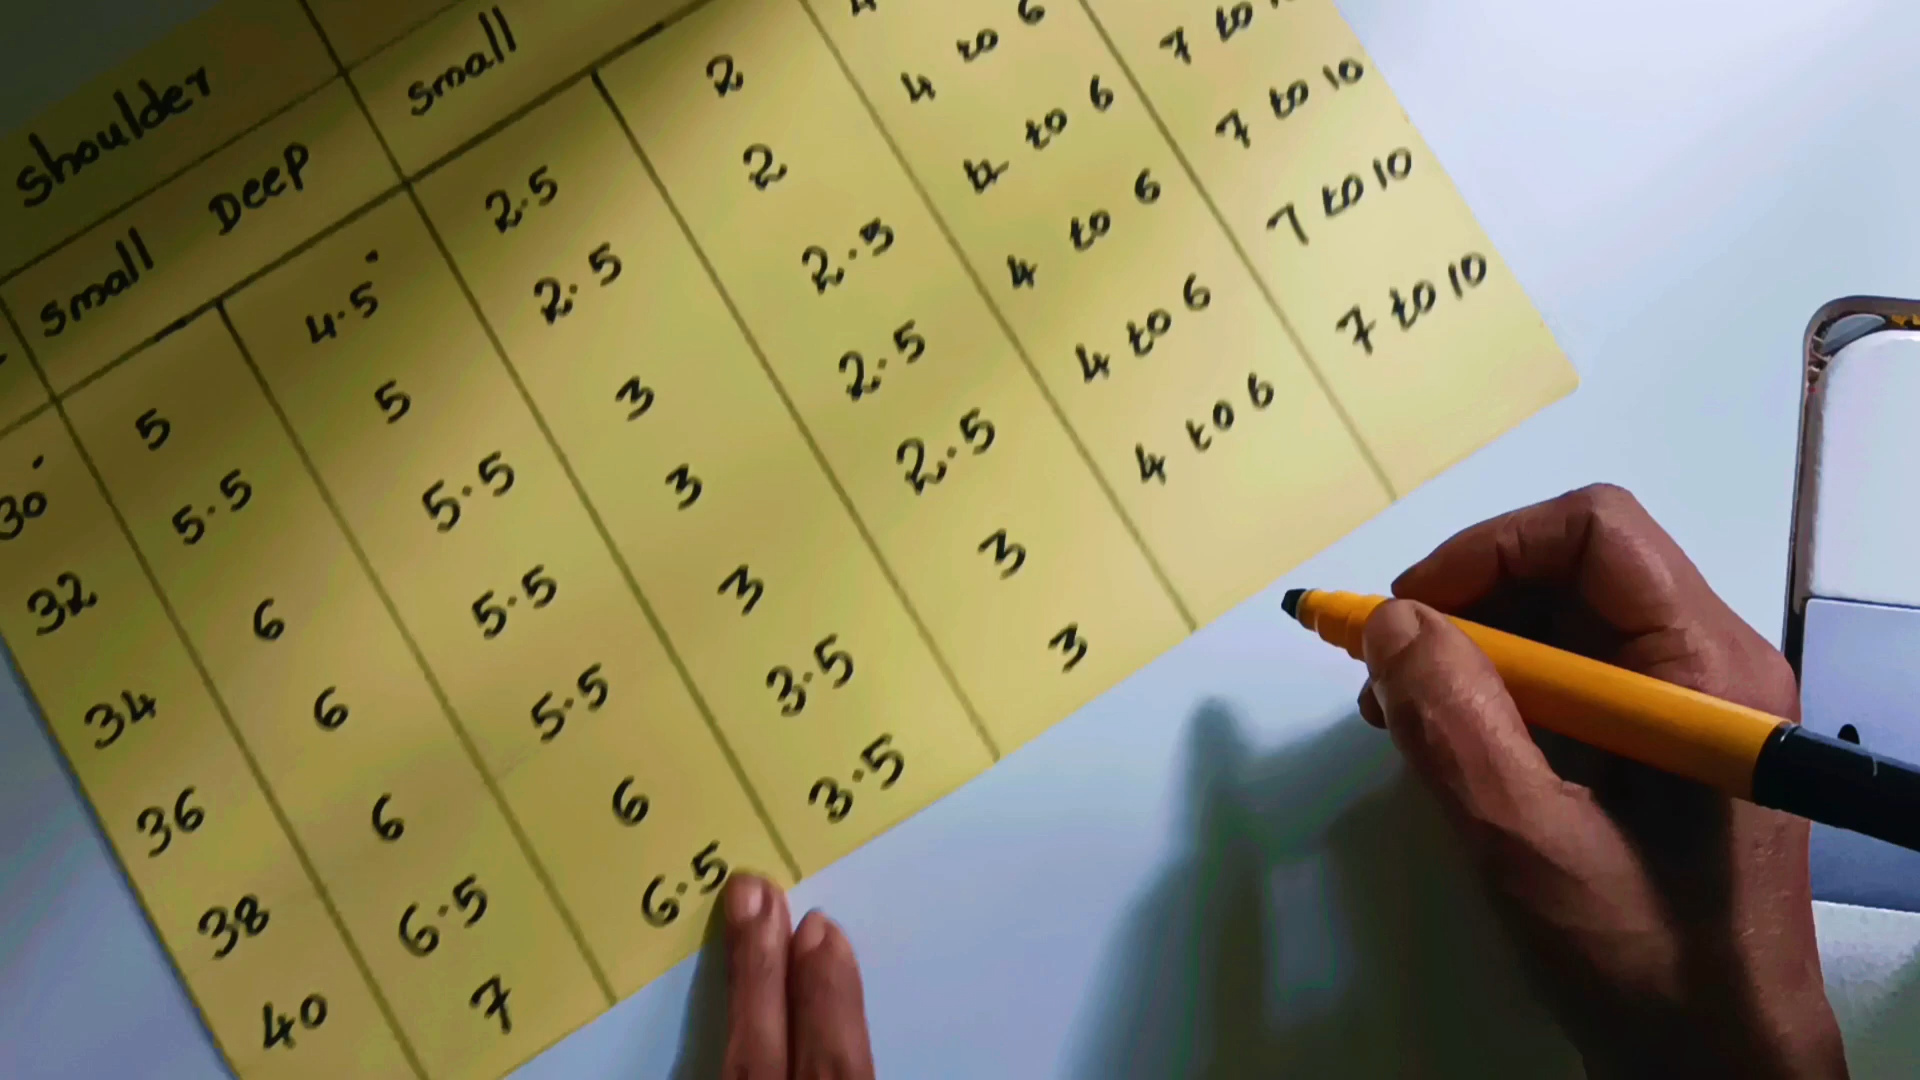 Shoulder
Small Deep Small
30 5 4.5 2.5 2 4
32 5.5 5 2.5 2 4 to 6
34 6 5.5 3 2.5 4 to 6 7 to
36 6 5.5 3 2.5 4 to 6 7 to 10
38 6 5.5 3 2.5 4 to 6 7 to 10
40 6.5 6 3.5 3 4 to 6 7 to 10
7 6.5 3.5 3